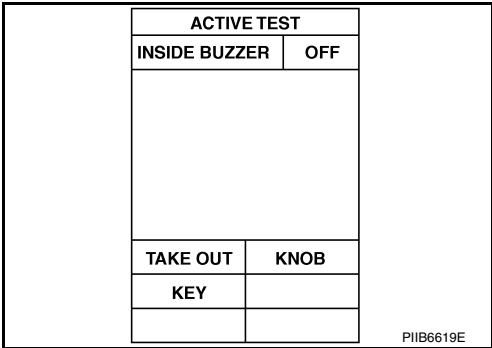 ACTIVE TEST
INSIDE BUZZER OFF
TAKE OUT KNOB
KEY
PIIB6619E